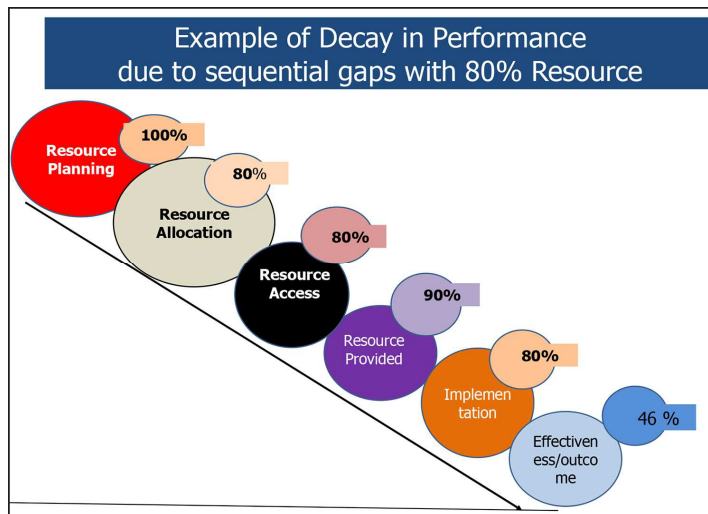 Example of Decay in Performance
due to sequential gaps with 80% Resource
100%
Resource
Planning
80%
Resource
Allocation
80%
Resource
Access
90%
Resource
Provided
80%
Implemen
tation
46 %
Effectiven
ess/outco
me